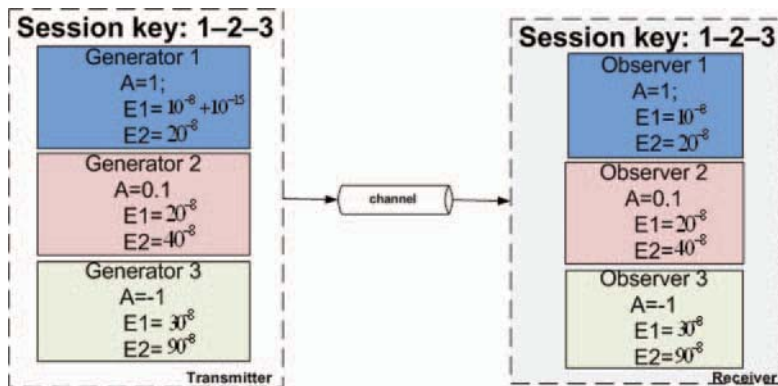 Session key: 1–2–3
Generator 1
A=1;
E1=10⁻⁸+10⁻¹⁵
E2=20⁻⁸
Generator 2
A=0.1
E1=20⁻⁸
E2=40⁻⁸
Generator 3
A=-1
E1=30⁻⁸
E2=90⁻⁸
Transmitter
channel
Session key: 1–2–3
Observer 1
A=1;
E1=10⁻⁸
E2=20⁻⁸
Observer 2
A=0.1
E1=20⁻⁸
E2=40⁻⁸
Observer 3
A=-1
E1=30⁻⁸
E2=90⁻⁸
Receiver